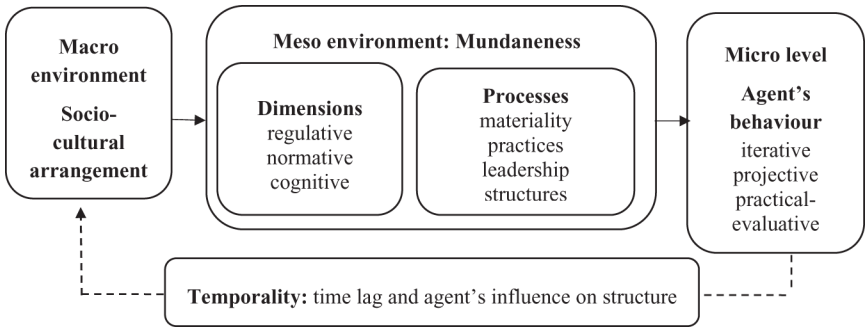 Macro
environment
Socio-
cultural
arrangement
Meso environment: Mundaneness
Dimensions
regulative
normative
cognitive
Processes
materiality
practices
leadership
structures
Micro level
Agent's
behaviour
iterative
projective
practical-
evaluative
Temporality: time lag and agent's influence on structure